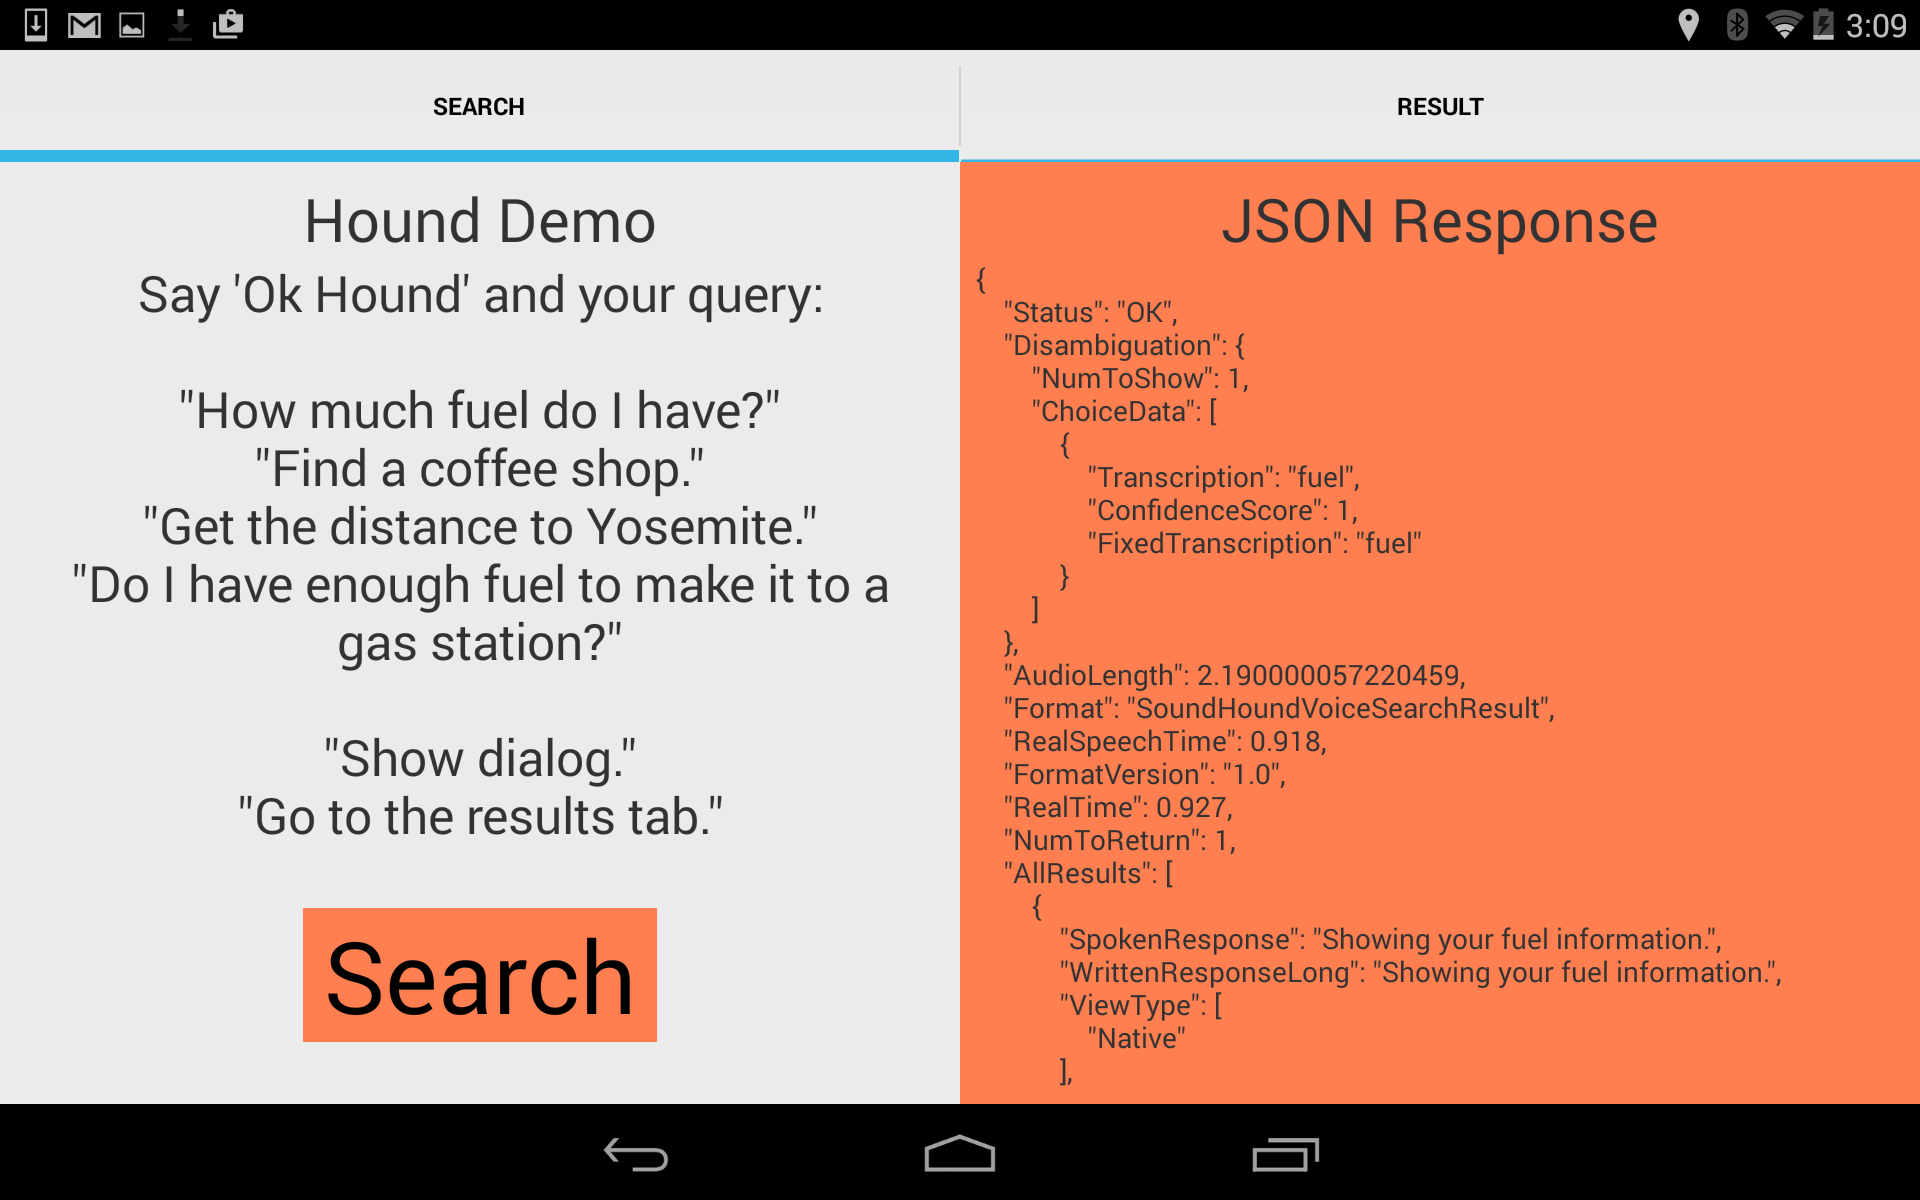 3:09
SEARCH
RESULT
Hound Demo
Say 'Ok Hound' and your query:
"How much fuel do I have?"
"Find a coffee shop."
"Get the distance to Yosemite."
"Do I have enough fuel to make it to a
gas station?"
"Show dialog."
"Go to the results tab."
Search
JSON Response
{
"Status": "OK",
"Disambiguation": {
"NumToShow": 1,
"ChoiceData": [
{
"Transcription": "fuel",
"ConfidenceScore": 1,
"FixedTranscription": "fuel"
}
]
},
"AudioLength": 2.190000057220459,
"Format": "SoundHoundVoiceSearchResult",
"RealSpeechTime": 0.918,
"FormatVersion": "1.0",
"RealTime": 0.927,
"NumToReturn": 1,
"AllResults": [
{
"SpokenResponse": "Showing your fuel information.",
"WrittenResponseLong": "Showing your fuel information.",
"ViewType": [
"Native"
],